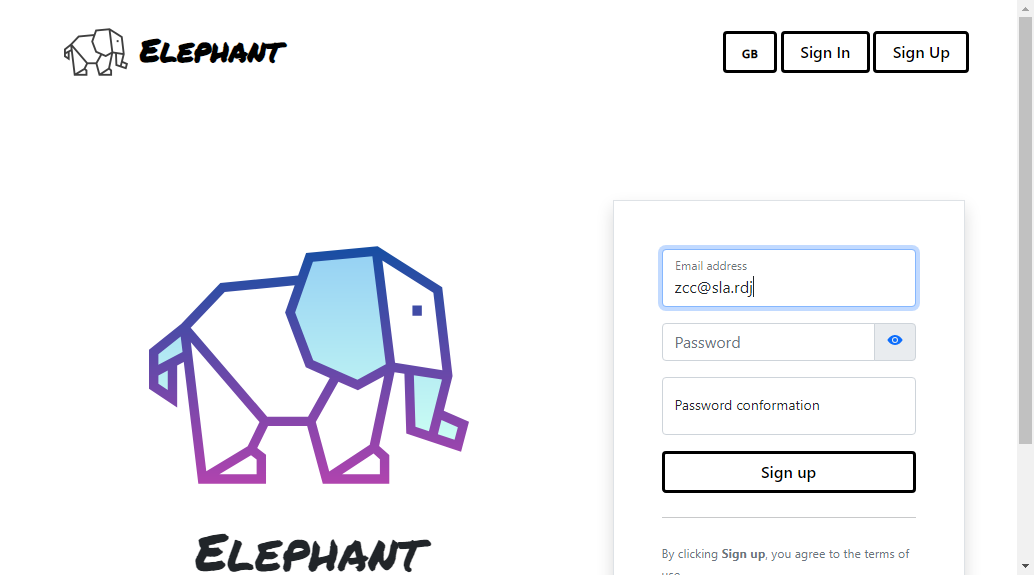 Elephant
GB
Sign In
Sign Up
Email address
zcc@sla.rdj
Password
Password conformation
Sign up
By clicking Sign up, you agree to the terms of
use.
Elephant